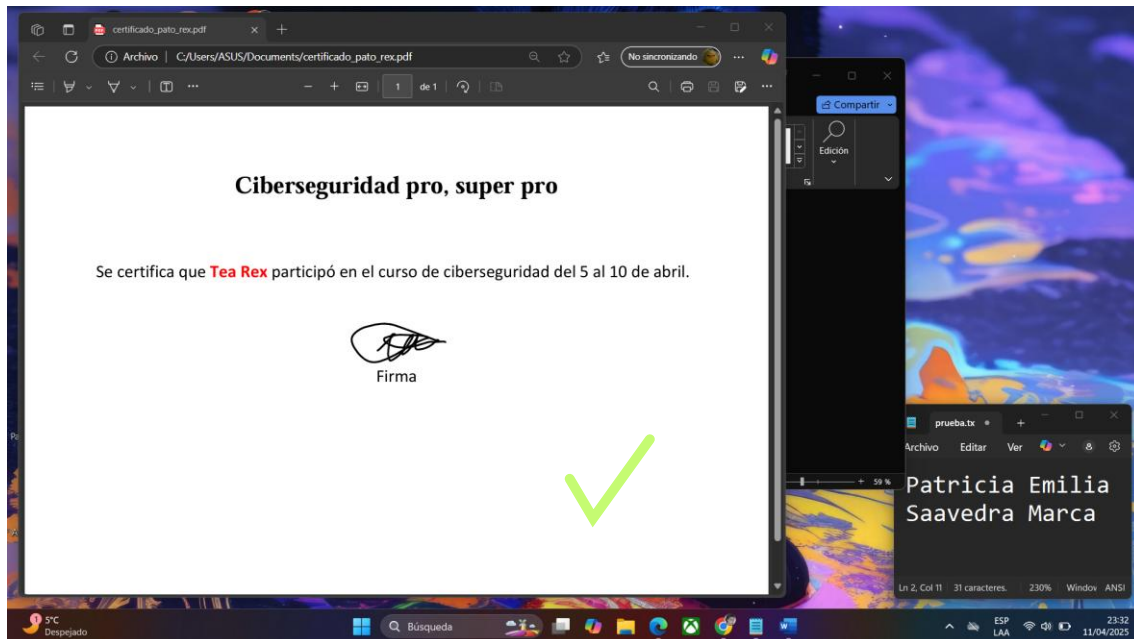 certificado_pato_rex.pdf
Archivo | C:/Users/ASUS/Documents/certificado_pato_rex.pdf
No sincronizando
1 de 1
Compartir
Edición
Ciberseguridad pro, super pro
Se certifica que Tea Rex participó en el curso de ciberseguridad del 5 al 10 de abril.
Firma
59 %
prueba.tx
Archivo Editar Ver
Patricia Emilia
Saavedra Marca
Ln 2, Col 11 31 caracteres. 230% Window ANSI
1
5°C
Despejado
Búsqueda
ESP
LAA
23:32
11/04/2025